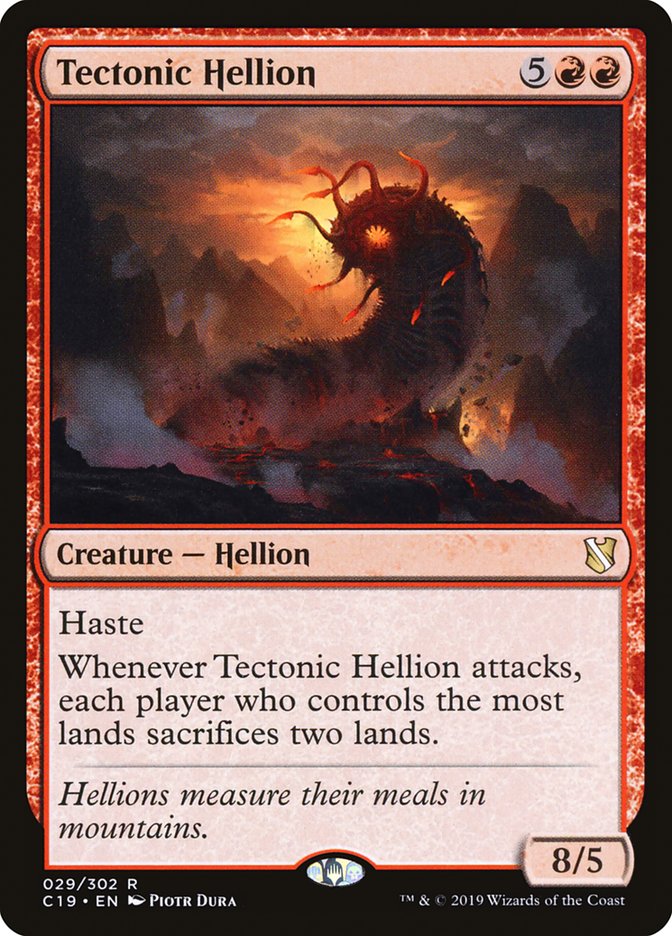 Tectonic Hellion 5
Creature — Hellion
Haste
Whenever Tectonic Hellion attacks,
each player who controls the most
lands sacrifices two lands.
Hellions measure their meals in
mountains.
8/5
029/302 R
C19 • EN Piotr Dura
™ & © 2019 Wizards of the Coast